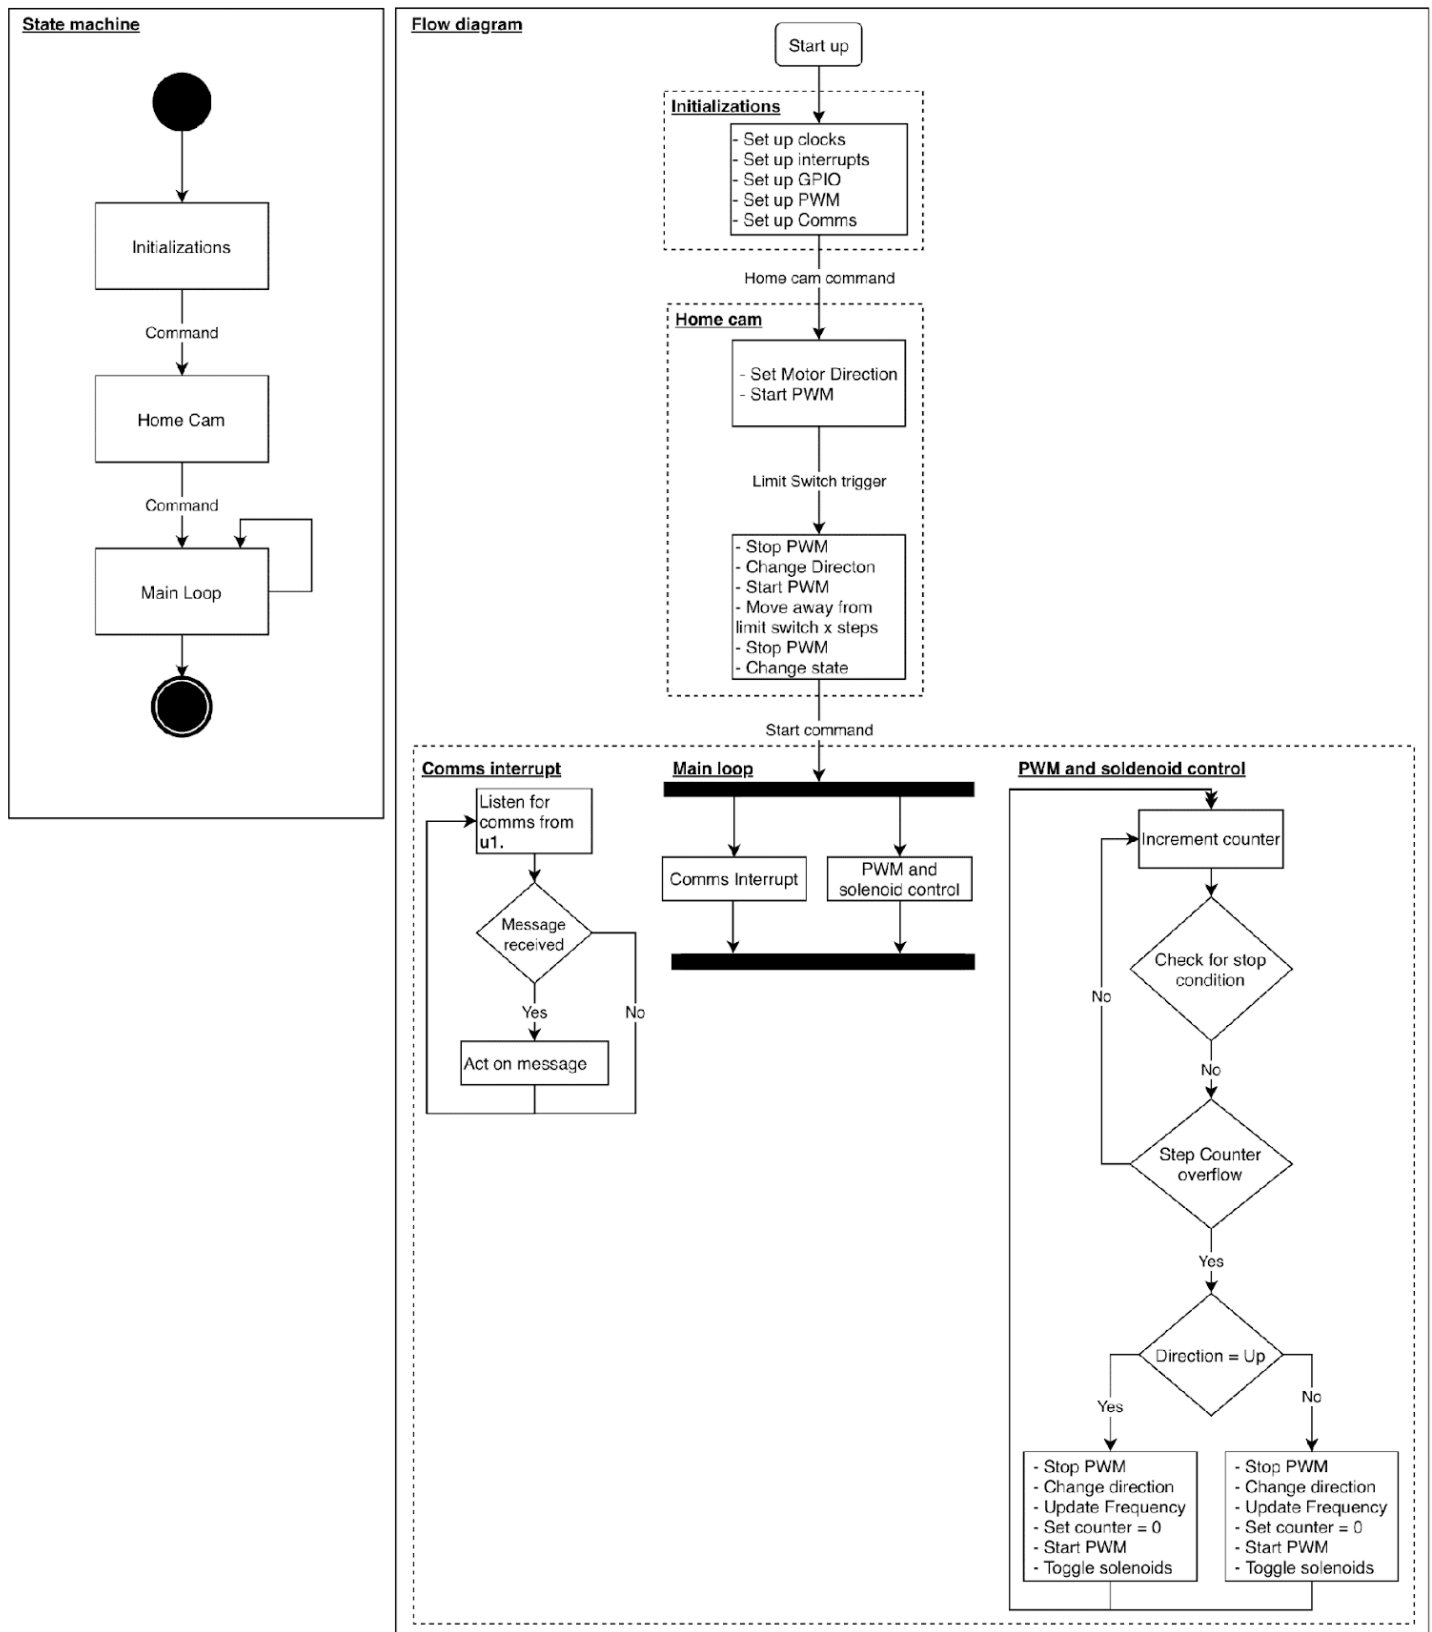 State machine
Initializations
Command
Home Cam
Command
Main Loop
Flow diagram
Start up
Initializations
- Set up clocks
- Set up interrupts
- Set up GPIO
- Set up PWM
- Set up Comms
Home cam command
Home cam
- Set Motor Direction
- Start PWM
Limit Switch trigger
- Stop PWM
- Change Directon
- Start PWM
- Move away from
limit switch x steps
- Stop PWM
- Change state
Start command
Comms interrupt
Listen for
comms from
u1.
Message
received
Yes
No
Act on message
Main loop
Comms Interrupt
PWM and
solenoid control
PWM and soldenoid control
Increment counter
Check for stop
condition
No
No
Step Counter
overflow
Yes
Direction = Up
Yes
No
- Stop PWM
- Change direction
- Update Frequency
- Set counter = 0
- Start PWM
- Toggle solenoids
- Stop PWM
- Change direction
- Update Frequency
- Set counter = 0
- Start PWM
- Toggle solenoids